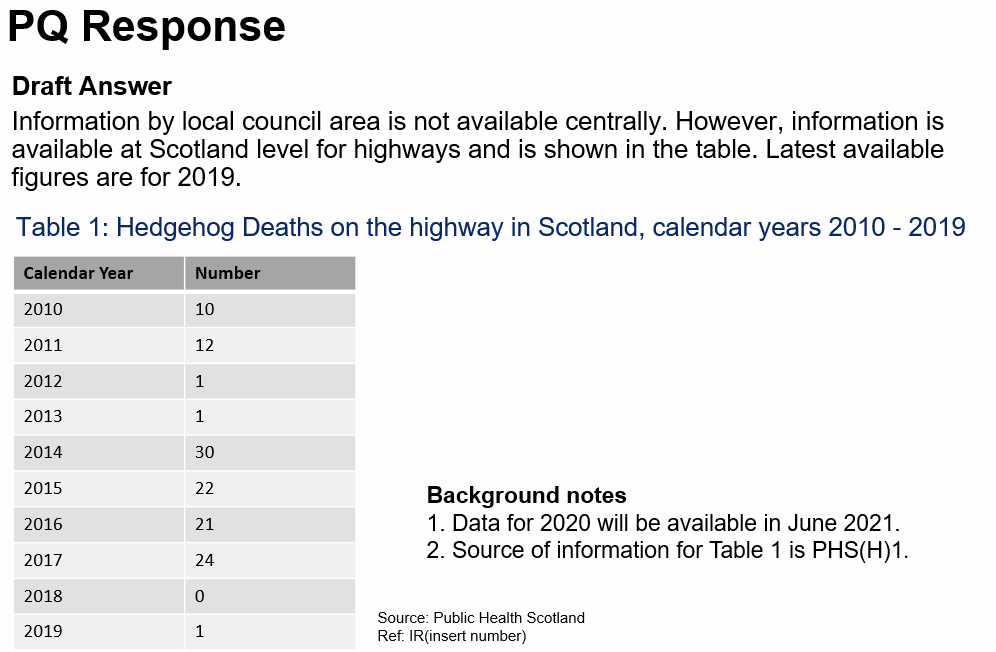 PQ Response
Draft Answer
Information by local council area is not available centrally. However, information is
available at Scotland level for highways and is shown in the table. Latest available
figures are for 2019.
Table 1: Hedgehog Deaths on the highway in Scotland, calendar years 2010 - 2019
Calendar Year Number
2010 10
2011 12
2012 1
2013 1
2014 30
2015 22
2016 21
2017 24
2018 0
2019 1
Background notes
1. Data for 2020 will be available in June 2021.
2. Source of information for Table 1 is PHS(H)1.
Source: Public Health Scotland
Ref: IR(insert number)